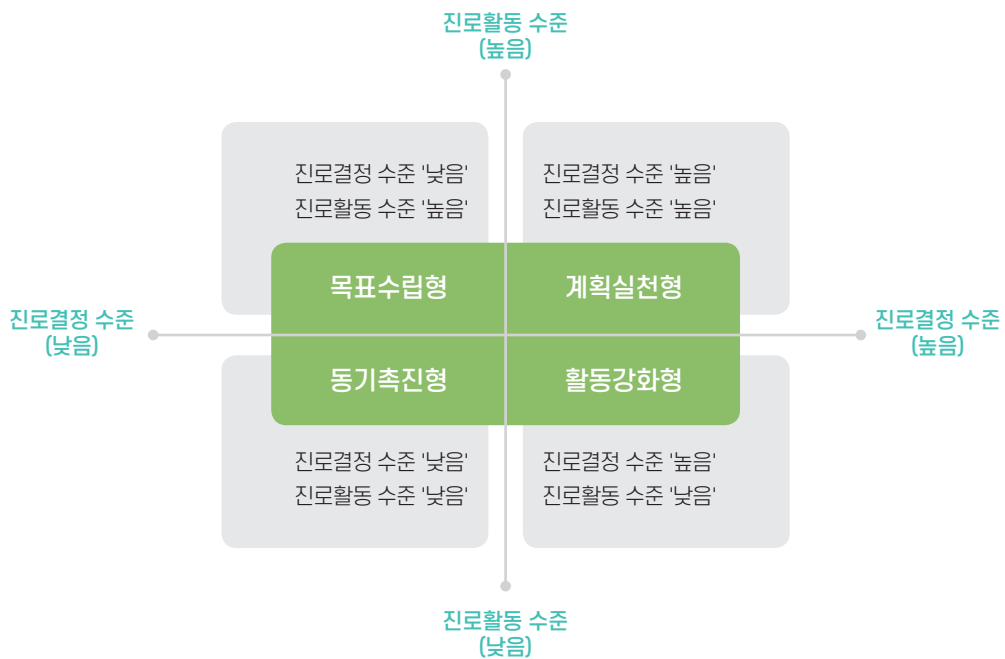 진로활동 수준
(높음)
진로결정 수준 '낮음'
진로활동 수준 '높음'
진로결정 수준 '높음'
진로활동 수준 '높음'
목표수립형
계획실천형
진로결정 수준
(낮음)
진로결정 수준
(높음)
동기촉진형
활동강화형
진로결정 수준 '낮음'
진로활동 수준 '낮음'
진로결정 수준 '높음'
진로활동 수준 '낮음'
진로활동 수준
(낮음)